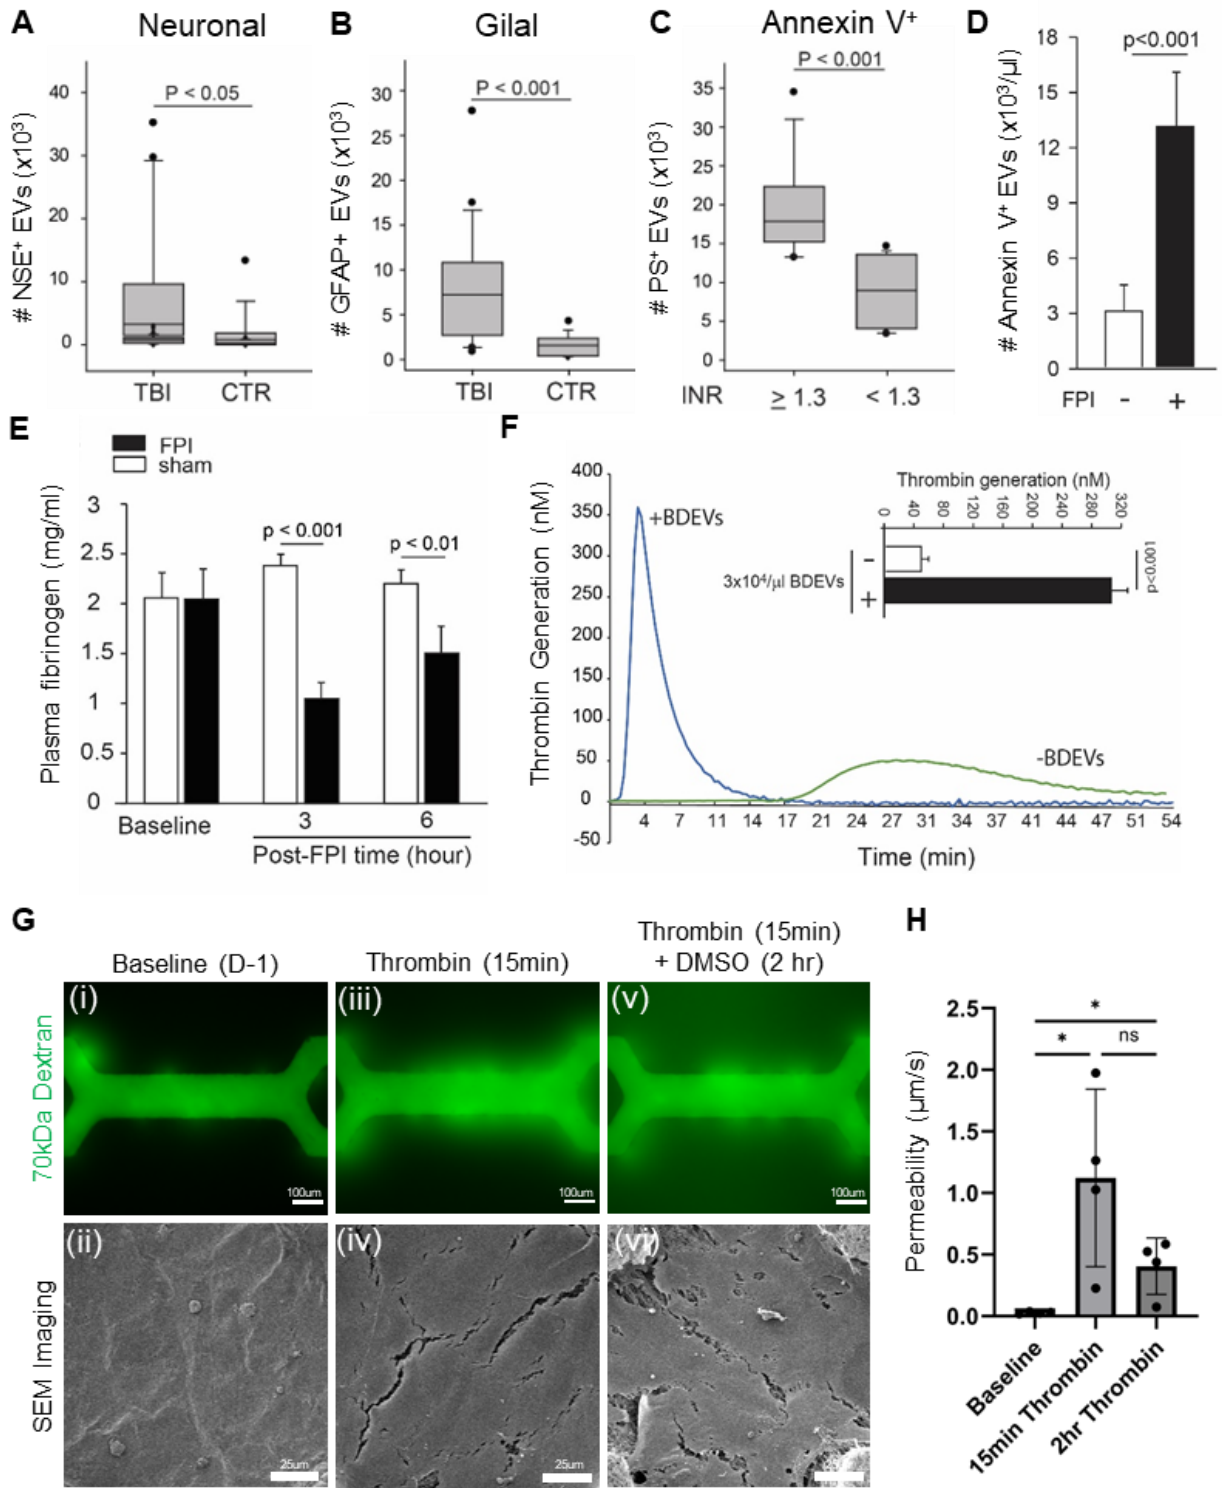 A Neuronal
# NSE⁺ EVs (x10³)
40
30
20
10
0
P < 0.05
TBI CTR
B Gilal
# GFAP+ EVs (x10³)
30
25
20
15
10
5
0
P < 0.001
TBI CTR
C Annexin V⁺
# PS⁺ EVs (x10³)
35
30
25
20
15
10
5
0
P < 0.001
INR ≥ 1.3 < 1.3
D
# Annexin V⁺ EVs (x10³/µl)
18
15
12
9
6
3
0
p<0.001
FPI - +
E
FPI
sham
Plasma fibrinogen (mg/ml)
3
2.5
2
1.5
1
0.5
0
p < 0.001
p < 0.01
Baseline 3 6
Post-FPI time (hour)
F
Thrombin Generation (nM)
400
350
300
250
200
150
100
50
0
-50
+BDEVs
-BDEVs
4 7 11 14 17 21 24 27 31 34 37 41 44 47 51 54
Time (min)
Thrombin generation (nM)
0 40 80 120 160 200 240 280 320
3x10⁴/µl BDEVs
-
+
p<0.001
G
Baseline (D-1)
Thrombin (15min)
Thrombin (15min)
+ DMSO (2 hr)
70kDa Dextran
(i) (iii) (v)
100um 100um 100um
SEM Imaging
(ii) (iv) (vi)
25um 25um 25um
H
Permeability (µm/s)
2.5
2.0
1.5
1.0
0.5
0.0
*
* ns
Baseline
15min Thrombin
2hr Thrombin